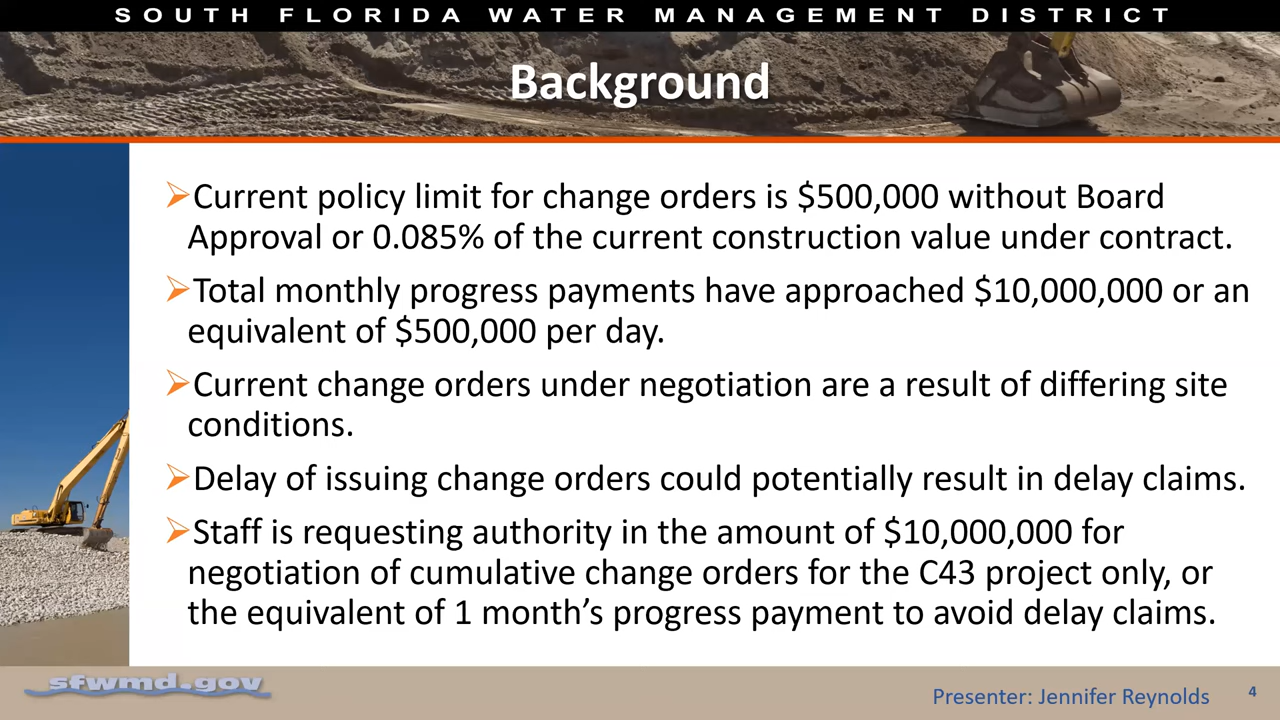 SOUTH FLORIDA WATER MANAGEMENT DISTRICT
Background
➢Current policy limit for change orders is $500,000 without Board
Approval or 0.085% of the current construction value under contract.
➢Total monthly progress payments have approached $10,000,000 or an
equivalent of $500,000 per day.
➢Current change orders under negotiation are a result of differing site
conditions.
➢Delay of issuing change orders could potentially result in delay claims.
➢Staff is requesting authority in the amount of $10,000,000 for
negotiation of cumulative change orders for the C43 project only, or
the equivalent of 1 month’s progress payment to avoid delay claims.
sfwmd.gov
Presenter: Jennifer Reynolds
4